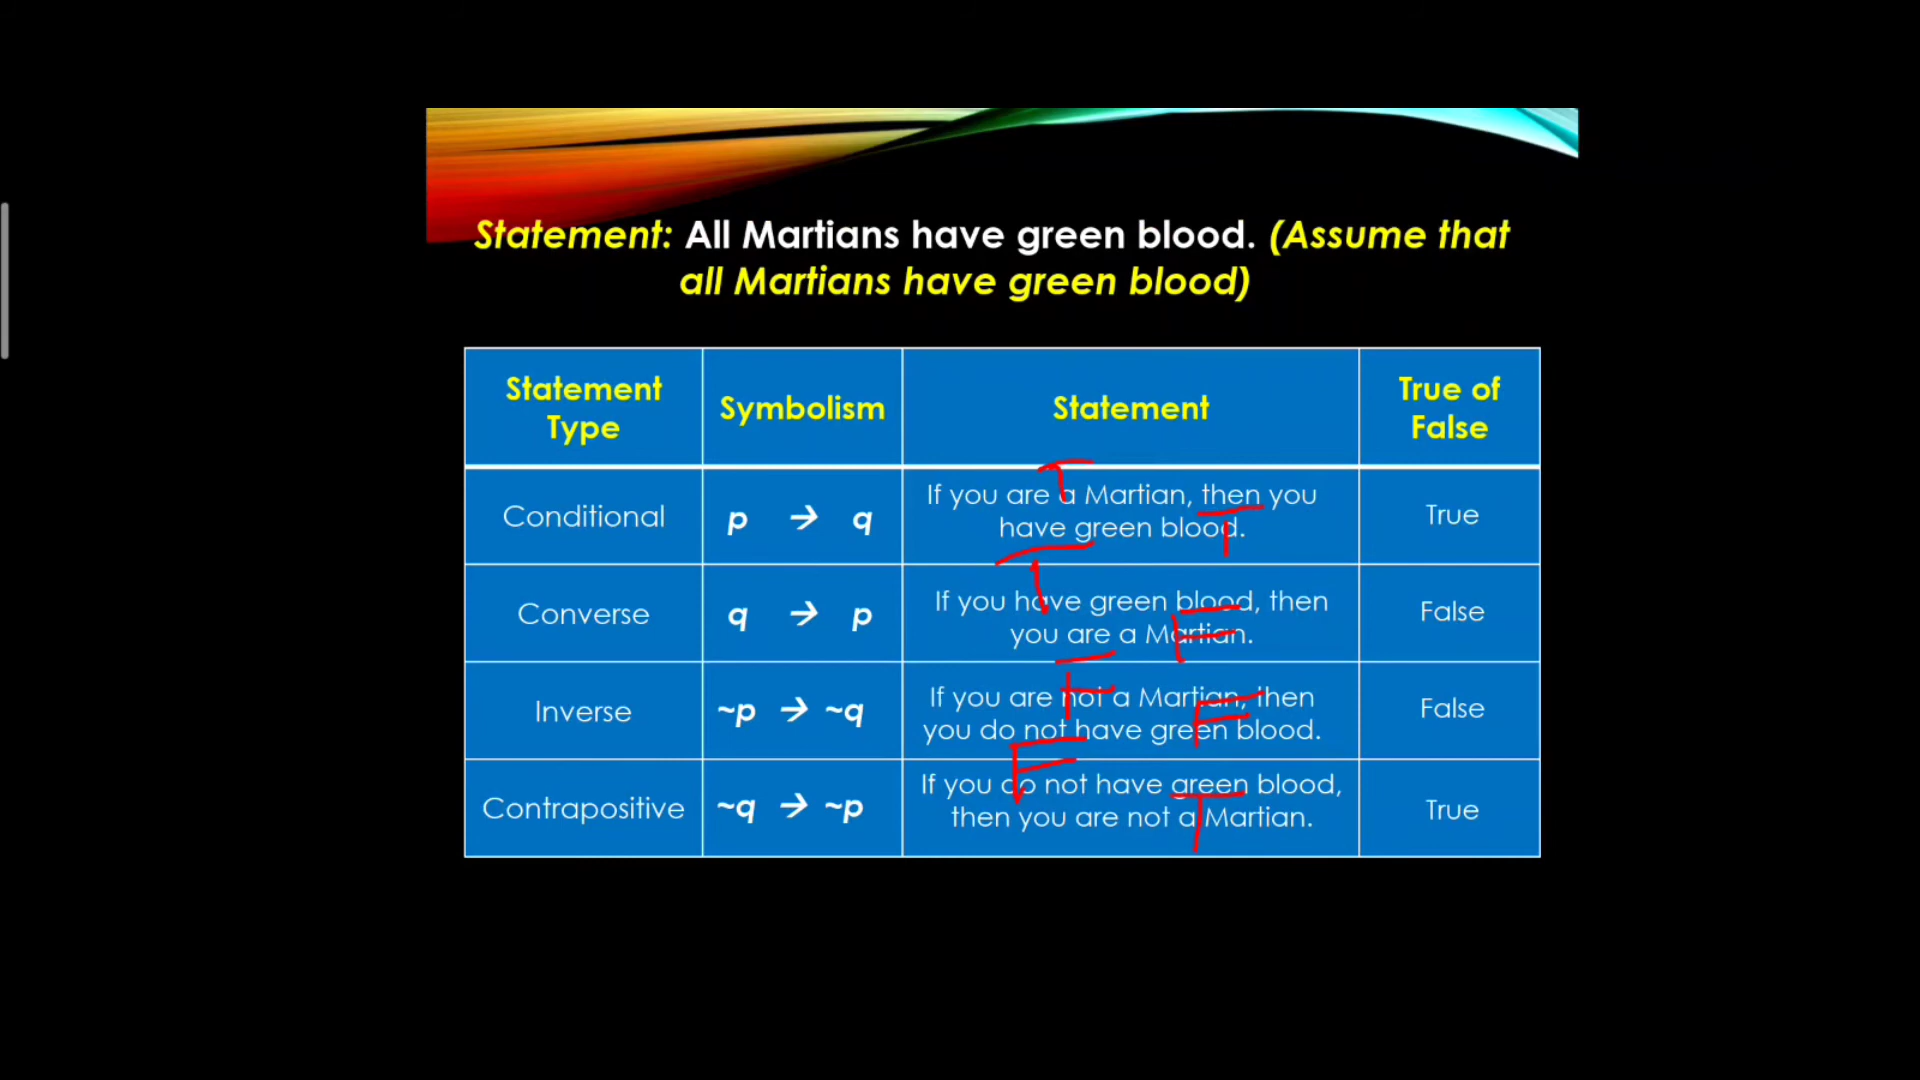 Statement: All Martians have green blood. (Assume that
all Martians have green blood)
Statement
Type
Symbolism
Statement
True of
False
Conditional
p → q
If you are a Martian, then you
have green blood.
True
T
T
Converse
q → p
If you have green blood, then
you are a Martian.
False
T
F
Inverse
~p → ~q
If you are not a Martian, then
you do not have green blood.
False
F
F
Contrapositive
~q → ~p
If you do not have green blood,
then you are not a Martian.
True
F
T